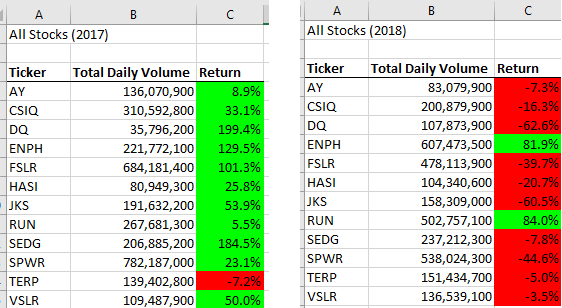 A B C
All Stocks (2017)
Ticker Total Daily Volume Return
AY 136,070,900 8.9%
CSIQ 310,592,800 33.1%
DQ 35,796,200 199.4%
ENPH 221,772,100 129.5%
FSLR 684,181,400 101.3%
HASI 80,949,300 25.8%
JKS 191,632,200 53.9%
RUN 267,681,300 5.5%
SEDG 206,885,200 184.5%
SPWR 782,187,000 23.1%
TERP 139,402,800 -7.2%
VSLR 109,487,900 50.0%
A B C
All Stocks (2018)
Ticker Total Daily Volume Return
AY 83,079,900 -7.3%
CSIQ 200,879,900 -16.3%
DQ 107,873,900 -62.6%
ENPH 607,473,500 81.9%
FSLR 478,113,900 -39.7%
HASI 104,340,600 -20.7%
JKS 158,309,000 -60.5%
RUN 502,757,100 84.0%
SEDG 237,212,300 -7.8%
SPWR 538,024,300 -44.6%
TERP 151,434,700 -5.0%
VSLR 136,539,100 -3.5%